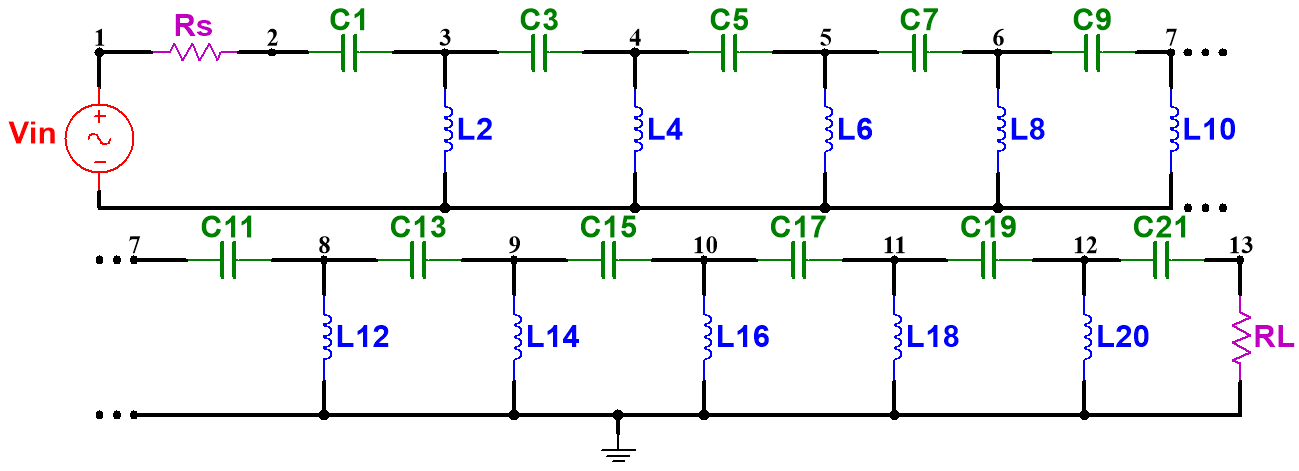 Rs C1 C3 C5 C7 C9
1 2 3 4 5 6 7
Vin + − L2 L4 L6 L8 L10
C11 C13 C15 C17 C19 C21
7 8 9 10 11 12 13
L12 L14 L16 L18 L20 RL